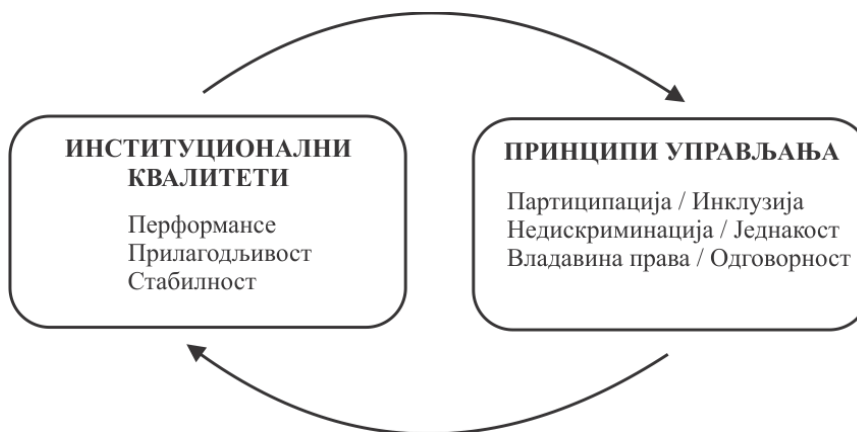 ИНСТИТУЦИОНАЛНИ
КВАЛИТЕТИ
Перформансе
Прилагодљивост
Стабилност
ПРИНЦИПИ УПРАВЉАЊА
Партиципација / Инклузија
Недискриминација / Једнакост
Владавина права / Одговорност